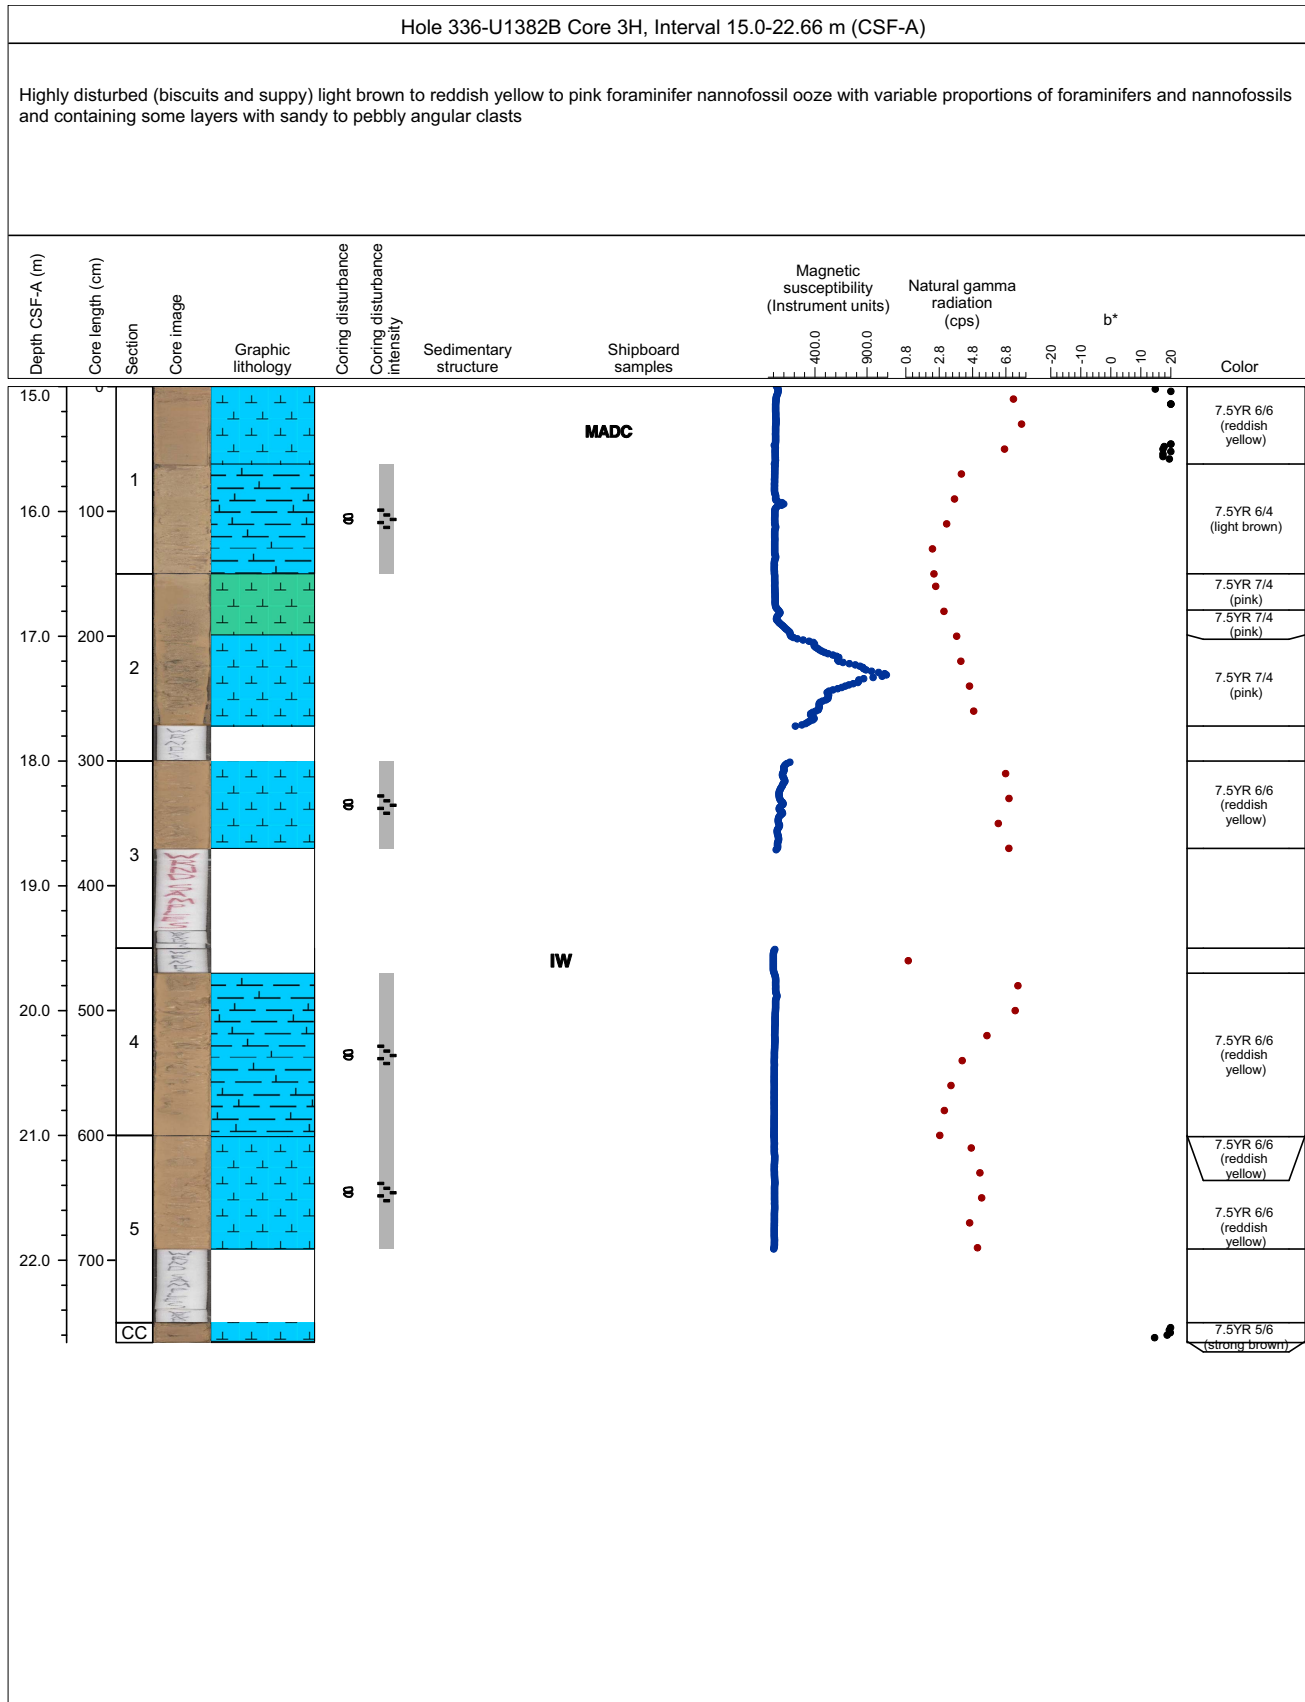 Hole 336-U1382B Core 3H, Interval 15.0-22.66 m (CSF-A)
Highly disturbed (biscuits and suppy) light brown to reddish yellow to pink foraminifer nannofossil ooze with variable proportions of foraminifers and nannofossils
and containing some layers with sandy to pebbly angular clasts
Depth CSF-A (m)
Core length (cm)
Section
Core image
Graphic
lithology
Coring disturbance
Coring disturbance
intensity
Sedimentary
structure
Shipboard
samples
Magnetic
susceptibility
(Instrument units)
400.0
900.0
Natural gamma
radiation
(cps)
0.8
2.8
4.8
6.8
b*
-20
-10
0
10
20
Color
15.0
16.0
17.0
18.0
19.0
20.0
21.0
22.0
0
100
200
300
400
500
600
700
1
2
3
4
5
CC
MADC
IW
7.5YR 6/6
(reddish
yellow)
7.5YR 6/4
(light brown)
7.5YR 7/4
(pink)
7.5YR 7/4
(pink)
7.5YR 7/4
(pink)
7.5YR 6/6
(reddish
yellow)
7.5YR 6/6
(reddish
yellow)
7.5YR 6/6
(reddish
yellow)
7.5YR 6/6
(reddish
yellow)
7.5YR 5/6
(strong brown)